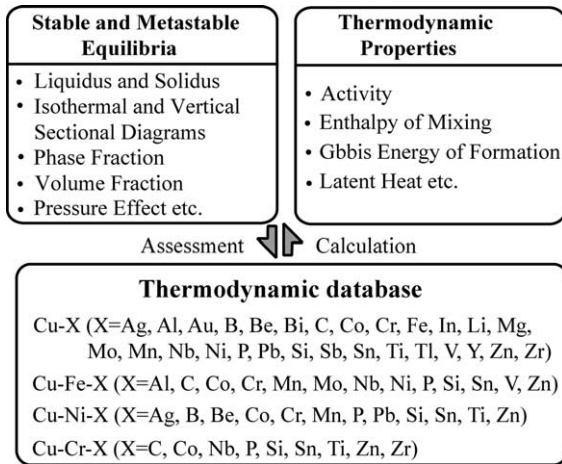 Stable and Metastable
Equilibria
• Liquidus and Solidus
• Isothermal and Vertical
Sectional Diagrams
• Phase Fraction
• Volume Fraction
• Pressure Effect etc.
Thermodynamic
Properties
• Activity
• Enthalpy of Mixing
• Gbbis Energy of Formation
• Latent Heat etc.
Assessment
Calculation
Thermodynamic database
Cu-X (X=Ag, Al, Au, B, Be, Bi, C, Co, Cr, Fe, In, Li, Mg,
Mo, Mn, Nb, Ni, P, Pb, Si, Sb, Sn, Ti, Tl, V, Y, Zn, Zr)
Cu-Fe-X (X=Al, C, Co, Cr, Mn, Mo, Nb, Ni, P, Si, Sn, V, Zn)
Cu-Ni-X (X=Ag, B, Be, Co, Cr, Mn, P, Pb, Si, Sn, Ti, Zn)
Cu-Cr-X (X=C, Co, Nb, P, Si, Sn, Ti, Zn, Zr)